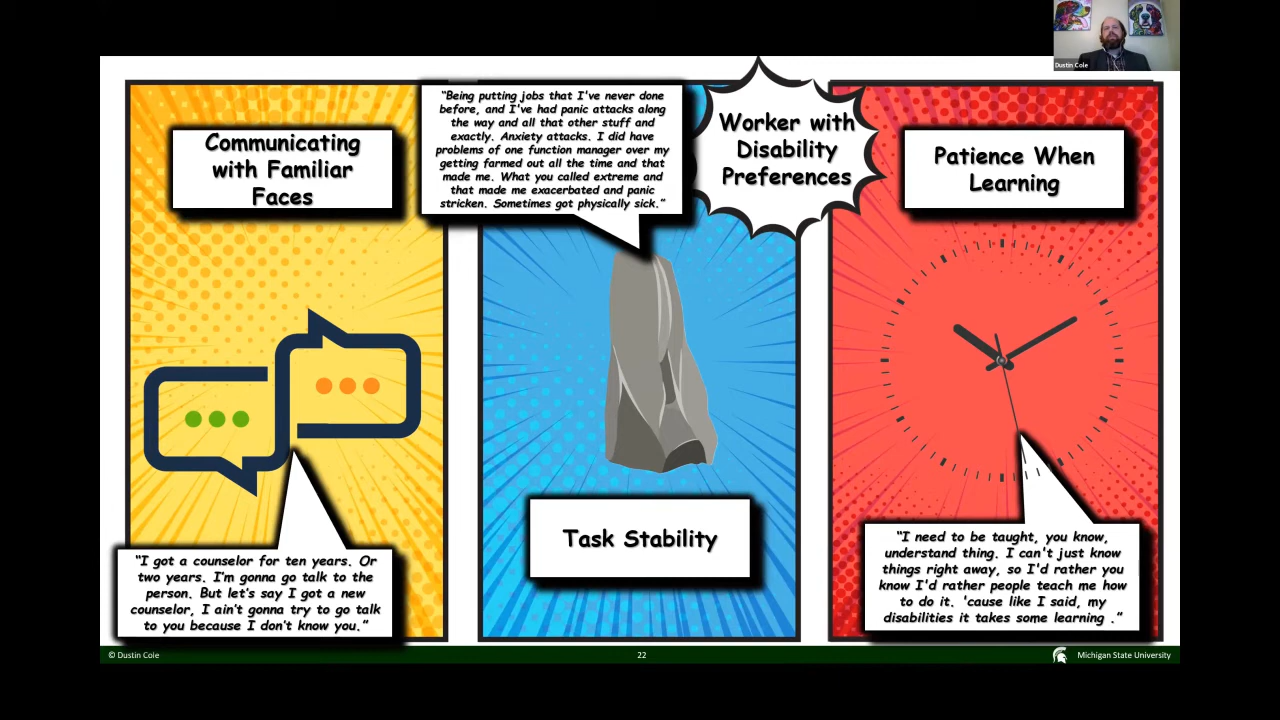 Dustin Cole
Communicating
with Familiar
Faces
"I got a counselor for ten years. Or
two years. I'm gonna go talk to the
person. But let's say I got a new
counselor, I ain't gonna try to go talk
to you because I don't know you."
"Being putting jobs that I've never done
before, and I've had panic attacks along
the way and all that other stuff and
exactly. Anxiety attacks. I did have
problems of one function manager over my
getting farmed out all the time and that
made me. What you called extreme and
that made me exacerbated and panic
stricken. Sometimes got physically sick."
Task Stability
Worker with
Disability
Preferences
Patience When
Learning
"I need to be taught, you know,
understand thing. I can't just know
things right away, so I'd rather you
know I'd rather people teach me how
to do it. 'cause like I said, my
disabilities it takes some learning ."
© Dustin Cole
22
Michigan State University